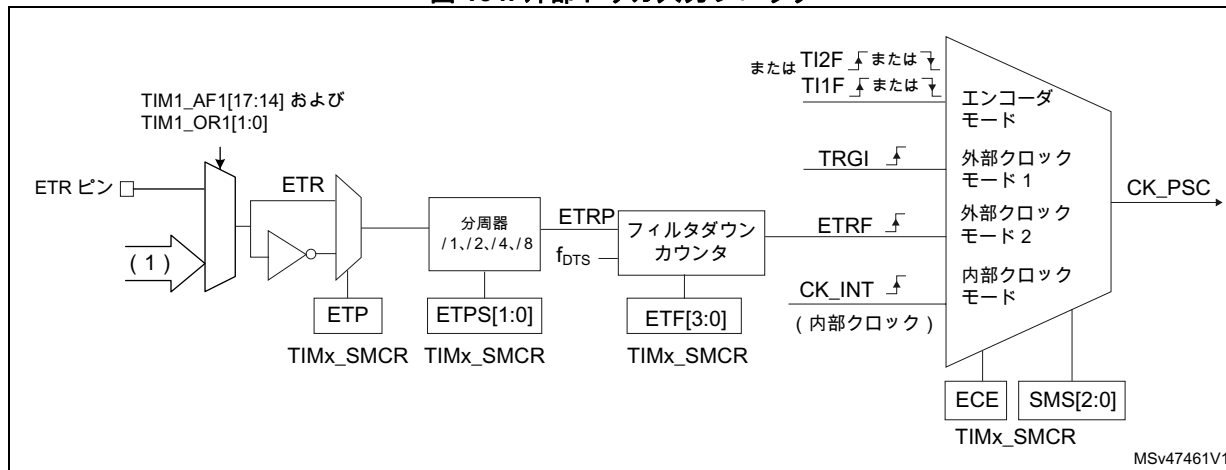 TIM1_AF1[17:14] および
TIM1_OR1[1:0]
ETR ピン
(1)
ETR
ETP
TIMx_SMCR
分周器
/1、/2、/4、/8
ETPS[1:0]
TIMx_SMCR
ETRP
fDTS
フィルタダウン
カウンタ
ETF[3:0]
TIMx_SMCR
または TI2F または
TI1F または
TRGI
ETRF
CK_INT
(内部クロック)
エンコーダ
モード
外部クロック
モード 1
外部クロック
モード 2
内部クロック
モード
CK_PSC
ECE SMS[2:0]
TIMx_SMCR
MSv47461V1